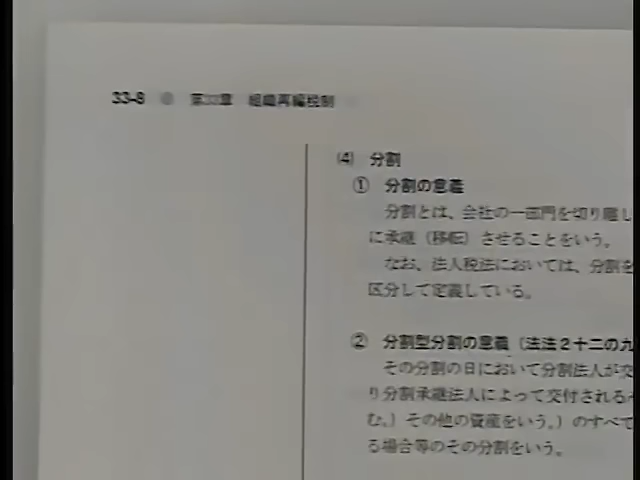 33-8 ● 第33章 組織再編税制
(4) 分割
① 分割の意義
分割とは、会社の一部門を切り離し
に承継（移転）させることをいう。
なお、法人税法においては、分割を
区分して定義している。
② 分割型分割の意義（法法２十二の九
その分割の日において分割法人が交
り分割承継法人によって交付される
む。）その他の資産をいう。）のすべて
る場合等のその分割をいう。